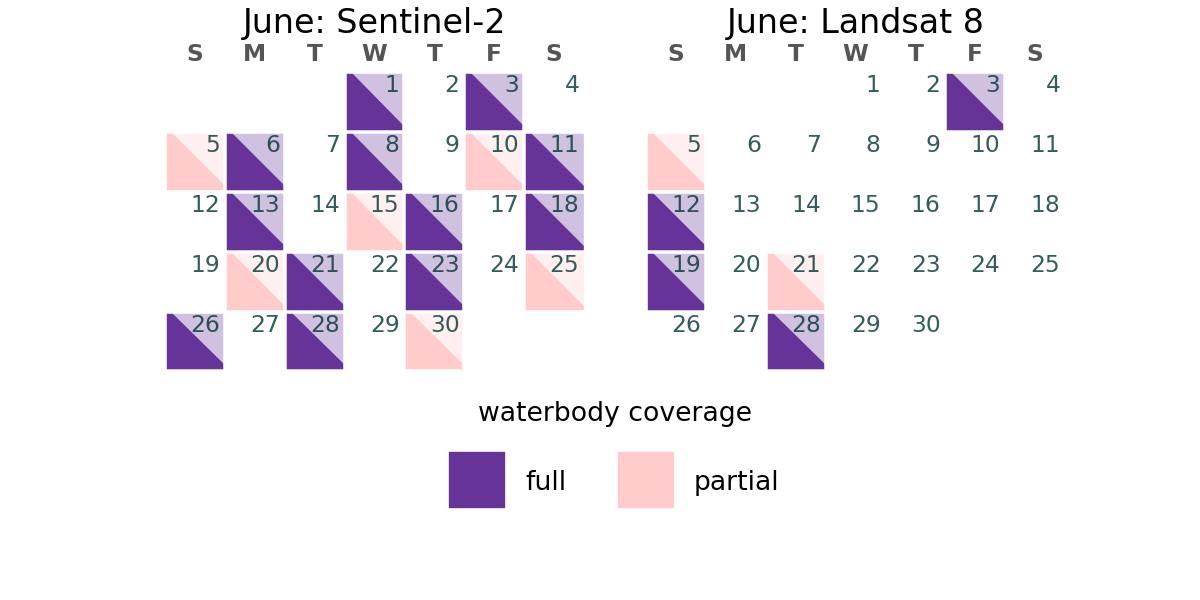 June: Sentinel-2
S M T W T F S
1 2 3 4
5 6 7 8 9 10 11
12 13 14 15 16 17 18
19 20 21 22 23 24 25
26 27 28 29 30
June: Landsat 8
S M T W T F S
1 2 3 4
5 6 7 8 9 10 11
12 13 14 15 16 17 18
19 20 21 22 23 24 25
26 27 28 29 30
waterbody coverage
full partial